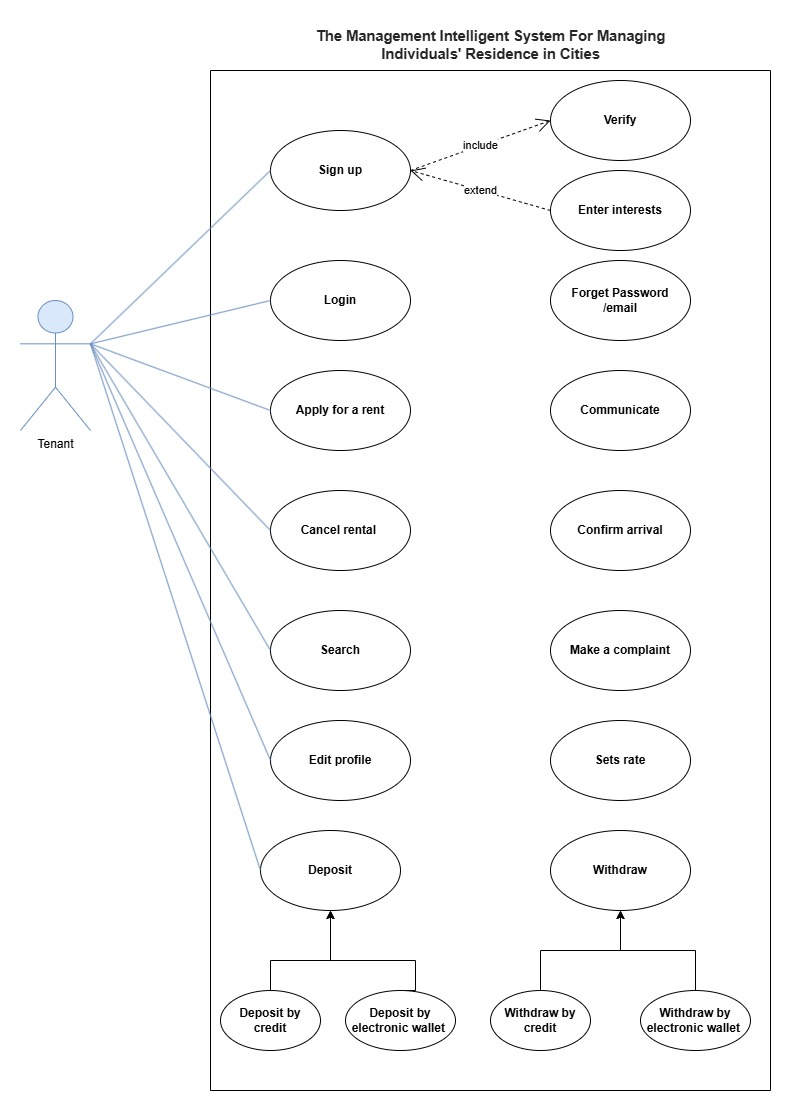 The Management Intelligent System For Managing
Individuals' Residence in Cities
Verify
include
Sign up
extend
Enter interests
Login
Forget Password
/email
Apply for a rent
Communicate
Tenant
Cancel rental
Confirm arrival
Search
Make a complaint
Edit profile
Sets rate
Deposit
Withdraw
Deposit by
credit
Deposit by
electronic wallet
Withdraw by
credit
Withdraw by
electronic wallet